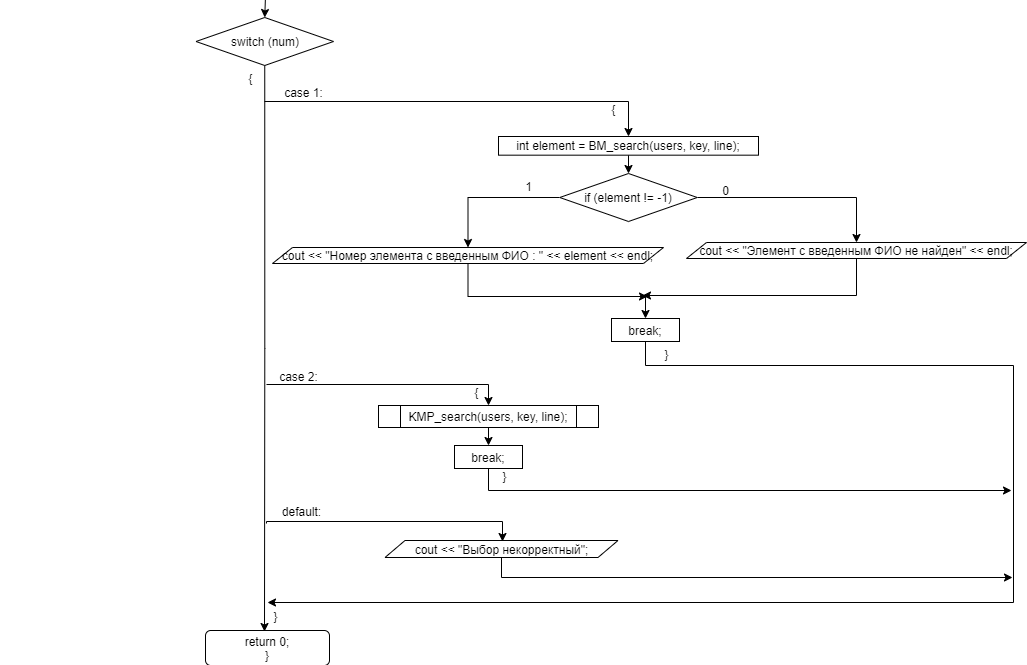 switch (num)
{
case 1:
{
int element = BM_search(users, key, line);
if (element != -1)
1
0
cout << "Номер элемента с введенным ФИО : " << element << endl;
cout << "Элемент с введенным ФИО не найден" << endl;
break;
}
case 2:
{
KMP_search(users, key, line);
break;
}
default:
cout << "Выбор некорректный";
}
return 0;
}